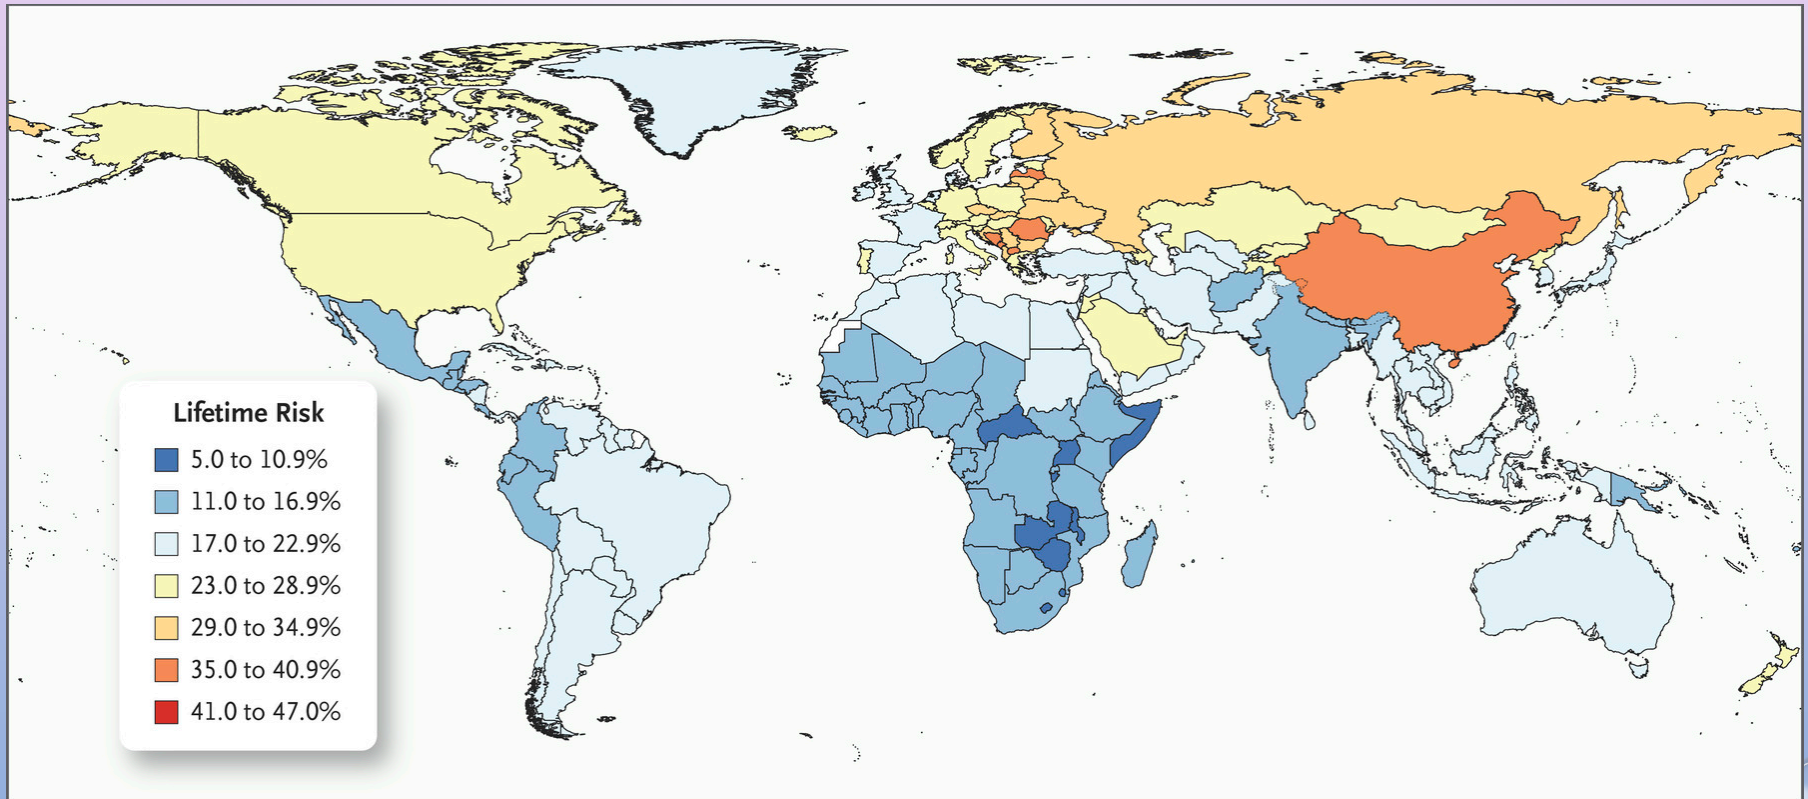 Lifetime Risk
5.0 to 10.9%
11.0 to 16.9%
17.0 to 22.9%
23.0 to 28.9%
29.0 to 34.9%
35.0 to 40.9%
41.0 to 47.0%